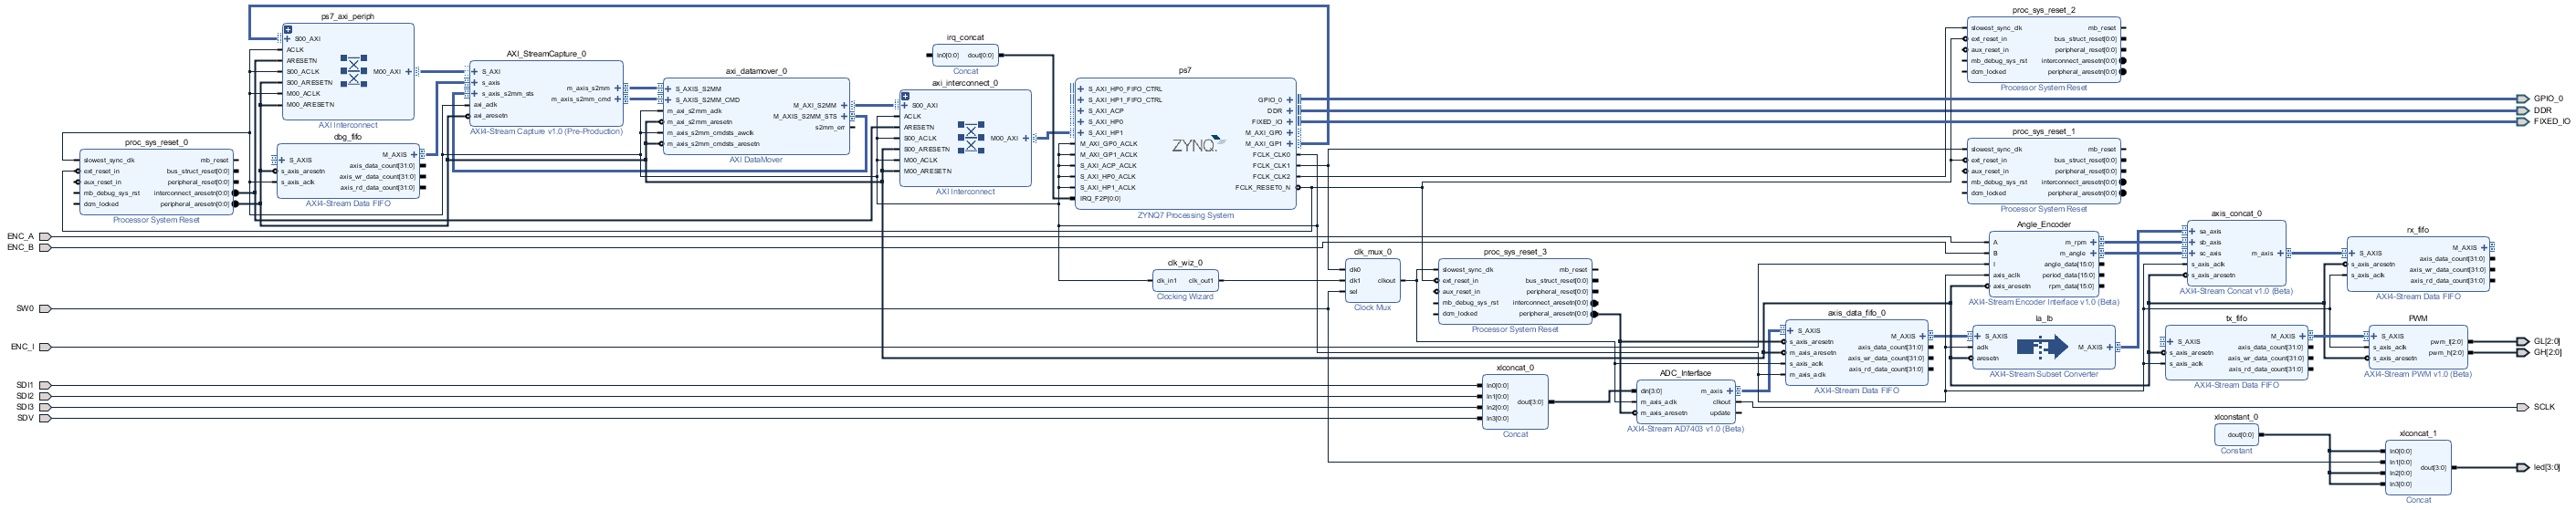 ps7_axi_periph
S00_AXI
ACLK
ARESETN
S00_ACLK
S00_ARESETN
M00_ACLK
M00_ARESETN
M00_AXI
AXI Interconnect
AXI_StreamCapture_0
S_AXI
s_axis
s_axis_s2mm_sts
axi_aclk
axi_aresetn
m_axis_s2mm
m_axis_s2mm_cmd
AXI4-Stream Capture v1.0 (Pre-Production)
axi_datamover_0
S_AXIS_S2MM
S_AXIS_S2MM_CMD
m_axi_s2mm_aclk
m_axi_s2mm_aresetn
m_axis_s2mm_cmdsts_awclk
m_axis_s2mm_cmdsts_aresetn
M_AXI_S2MM
M_AXIS_S2MM_STS
s2mm_err
AXI DataMover
irq_concat
In0[0:0]
dout[0:0]
Concat
axi_interconnect_0
S00_AXI
ACLK
ARESETN
S00_ACLK
S00_ARESETN
M00_ACLK
M00_ARESETN
M00_AXI
AXI Interconnect
ps7
S_AXI_HP0_FIFO_CTRL
S_AXI_HP1_FIFO_CTRL
S_AXI_ACP
S_AXI_HP0
S_AXI_HP1
M_AXI_GP0_ACLK
M_AXI_GP1_ACLK
S_AXI_ACP_ACLK
S_AXI_HP0_ACLK
S_AXI_HP1_ACLK
IRQ_F2P[0:0]
ZYNQ
GPIO_0
DDR
FIXED_IO
M_AXI_GP0
M_AXI_GP1
FCLK_CLK0
FCLK_CLK1
FCLK_CLK2
FCLK_RESET0_N
ZYNQ7 Processing System
proc_sys_reset_2
slowest_sync_clk
ext_reset_in
aux_reset_in
mb_debug_sys_rst
dcm_locked
mb_reset
bus_struct_reset[0:0]
peripheral_reset[0:0]
interconnect_aresetn[0:0]
peripheral_aresetn[0:0]
Processor System Reset
GPIO_0
DDR
FIXED_IO
proc_sys_reset_1
slowest_sync_clk
ext_reset_in
aux_reset_in
mb_debug_sys_rst
dcm_locked
mb_reset
bus_struct_reset[0:0]
peripheral_reset[0:0]
interconnect_aresetn[0:0]
peripheral_aresetn[0:0]
Processor System Reset
proc_sys_reset_0
slowest_sync_clk
ext_reset_in
aux_reset_in
mb_debug_sys_rst
dcm_locked
mb_reset
bus_struct_reset[0:0]
peripheral_reset[0:0]
interconnect_aresetn[0:0]
peripheral_aresetn[0:0]
Processor System Reset
dbg_fifo
S_AXIS
s_axis_aresetn
s_axis_aclk
M_AXIS
axis_data_count[31:0]
axis_wr_data_count[31:0]
axis_rd_data_count[31:0]
AXI4-Stream Data FIFO
ENC_A
ENC_B
SW0
ENC_I
SDI1
SDI2
SDI3
SDV
clk_wiz_0
clk_in1
clk_out1
Clocking Wizard
clk_mux_0
clk0
clk1
sel
clkout
Clock Mux
proc_sys_reset_3
slowest_sync_clk
ext_reset_in
aux_reset_in
mb_debug_sys_rst
dcm_locked
mb_reset
bus_struct_reset[0:0]
peripheral_reset[0:0]
interconnect_aresetn[0:0]
peripheral_aresetn[0:0]
Processor System Reset
xlconcat_0
In0[0:0]
In1[0:0]
In2[0:0]
In3[0:0]
dout[3:0]
Concat
ADC_Interface
din[3:0]
m_axis_aclk
m_axis_aresetn
m_axis
clkout
update
AXI4-Stream AD7403 v1.0 (Beta)
axis_data_fifo_0
S_AXIS
s_axis_aresetn
m_axis_aresetn
s_axis_aclk
m_axis_aclk
M_AXIS
axis_data_count[31:0]
axis_wr_data_count[31:0]
axis_rd_data_count[31:0]
AXI4-Stream Data FIFO
Angle_Encoder
A
B
I
axis_aclk
axis_aresetn
m_rpm
m_angle
angle_data[15:0]
period_data[15:0]
rpm_data[15:0]
AXI4-Stream Encoder Interface v1.0 (Beta)
Ia_Ib
S_AXIS
aclk
aresetn
M_AXIS
AXI4-Stream Subset Converter
axis_concat_0
sa_axis
sb_axis
sc_axis
s_axis_aclk
s_axis_aresetn
m_axis
AXI4-Stream Concat v1.0 (Beta)
rx_fifo
S_AXIS
s_axis_aresetn
s_axis_aclk
M_AXIS
axis_data_count[31:0]
axis_wr_data_count[31:0]
axis_rd_data_count[31:0]
AXI4-Stream Data FIFO
tx_fifo
S_AXIS
s_axis_aresetn
s_axis_aclk
M_AXIS
axis_data_count[31:0]
axis_wr_data_count[31:0]
axis_rd_data_count[31:0]
AXI4-Stream Data FIFO
PWM
S_AXIS
s_axis_aclk
s_axis_aresetn
pwm_l[2:0]
pwm_h[2:0]
AXI4-Stream PWM v1.0 (Beta)
GL[2:0]
GH[2:0]
SCLK
xlconstant_0
dout[0:0]
Constant
xlconcat_1
In0[0:0]
In1[0:0]
In2[0:0]
In3[0:0]
dout[3:0]
Concat
led[3:0]